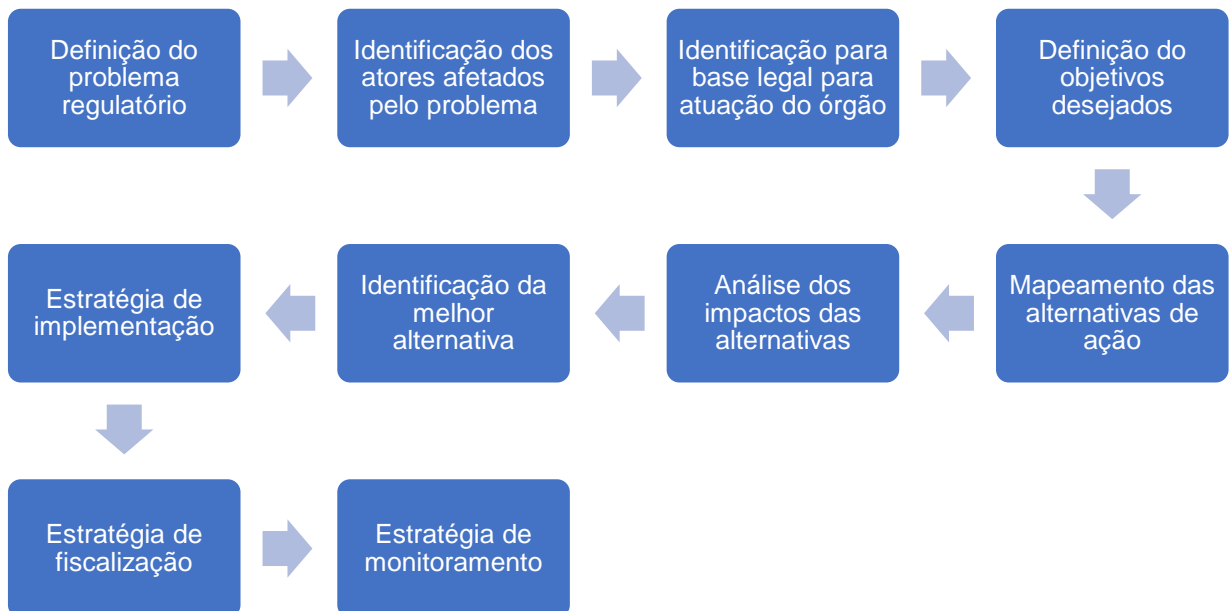 Definição do
problema
regulatório
Identificação dos
atores afetados
pelo problema
Identificação para
base legal para
atuação do órgão
Definição do
objetivos
desejados
Mapeamento das
alternativas de
ação
Análise dos
impactos das
alternativas
Identificação da
melhor
alternativa
Estratégia de
implementação
Estratégia de
fiscalização
Estratégia de
monitoramento